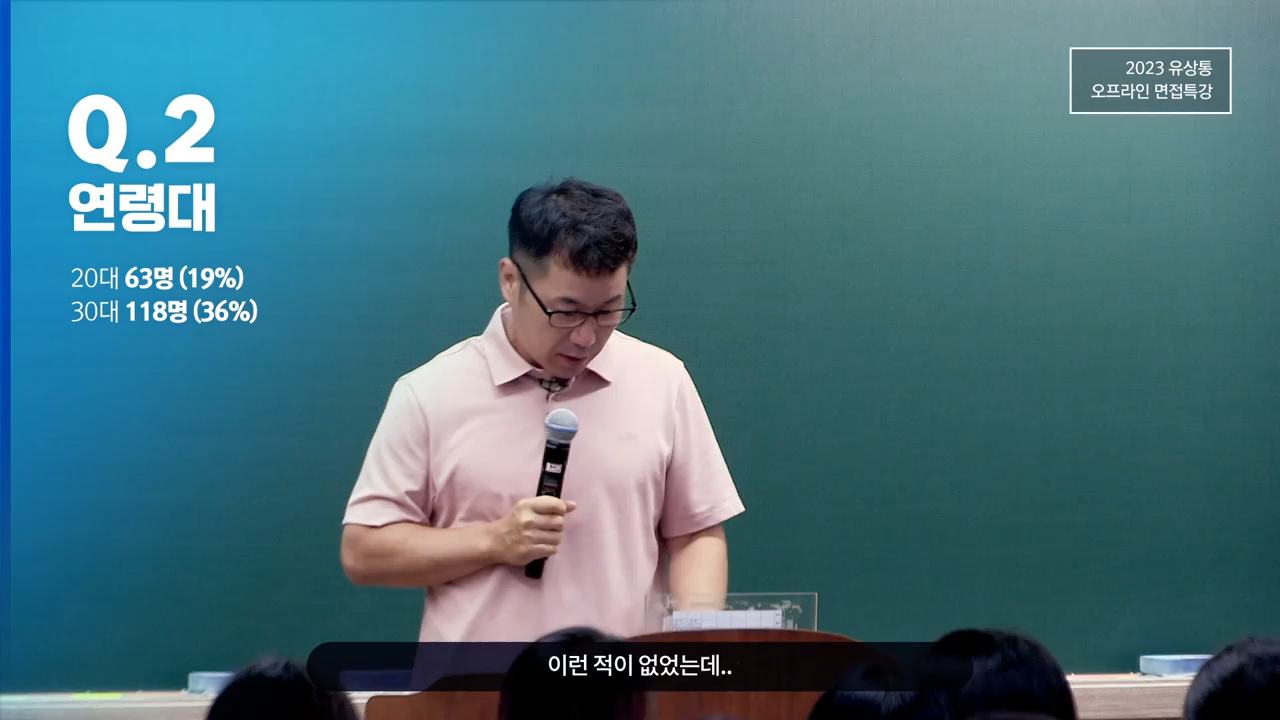 Q.2
연령대
20대 63명 (19%)
30대 118명 (36%)
2023 유상통
오프라인 면접특강
이런 적이 없었는데..